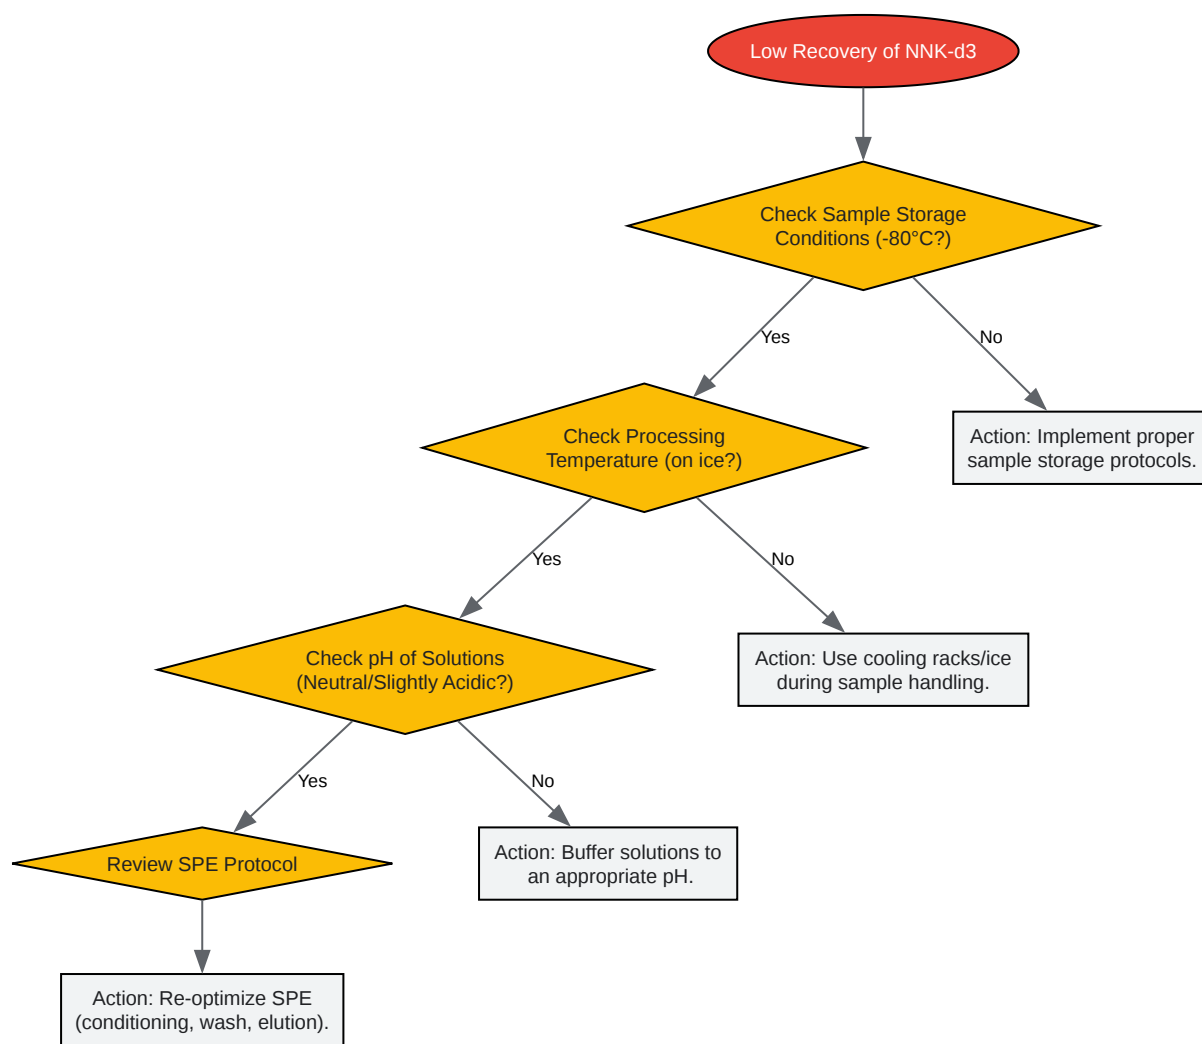 Low Recovery of NNK-d3
Check Sample Storage
Conditions (-80°C?)
Yes
No
Check Processing
Temperature (on ice?)
Action: Implement proper
sample storage protocols.
Yes
No
Check pH of Solutions
(Neutral/Slightly Acidic?)
Action: Use cooling racks/ice
during sample handling.
Yes
No
Review SPE Protocol
Action: Buffer solutions to
an appropriate pH.
Action: Re-optimize SPE
(conditioning, wash, elution).